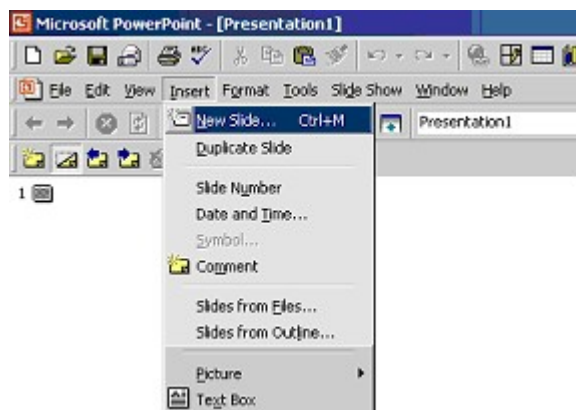 Microsoft PowerPoint - [Presentation1]
File Edit View Insert Format Tools Slide Show Window Help
New Slide... Ctrl+M
Presentation1
Duplicate Slide
1
Slide Number
Date and Time...
Symbol...
Comment
Slides from Files...
Slides from Outline...
Picture
Text Box